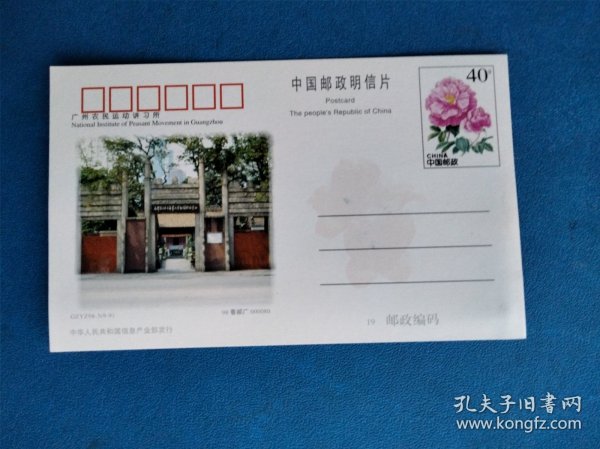 中国邮政明信片
Postcard
The people's Republic of China
40
CHINA
中国邮政
广州农民运动讲习所
National Institute of Peasant Movement in Guangzhou
19 邮政编码
中华人民共和国信息产业部发行
孔夫子旧书网
www.kongfz.com